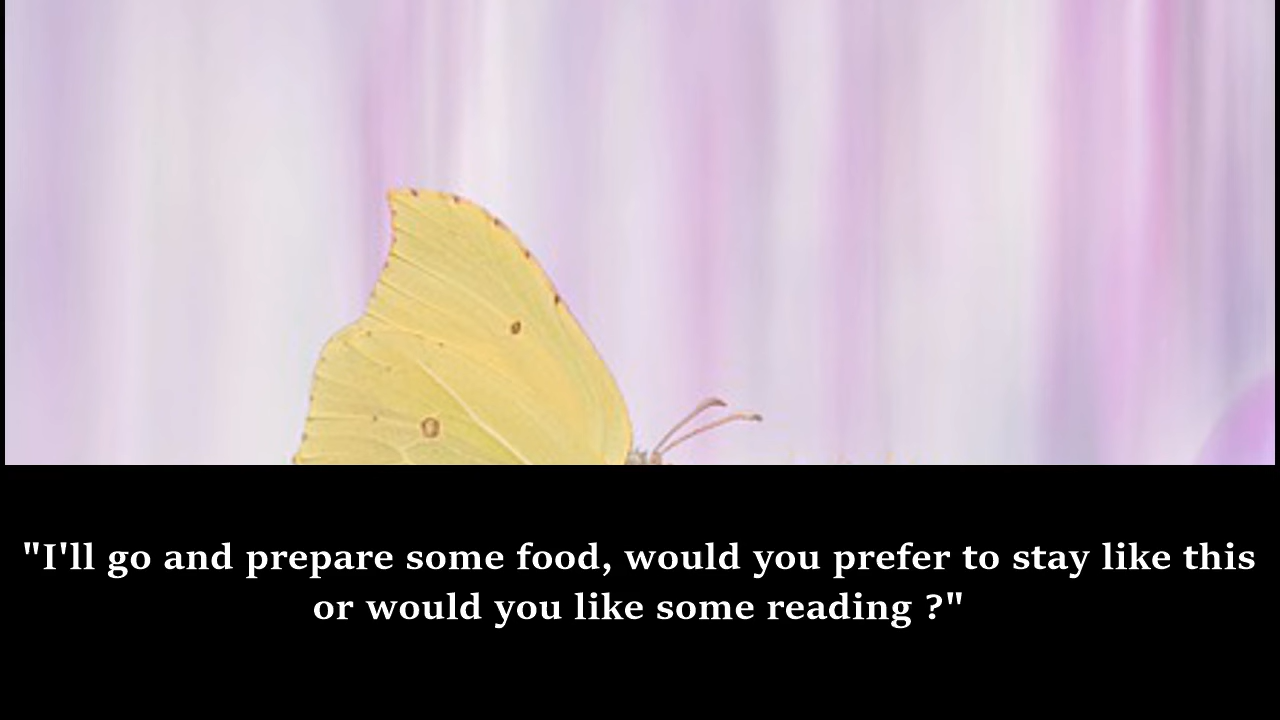 "I'll go and prepare some food, would you prefer to stay like this
or would you like some reading ?"